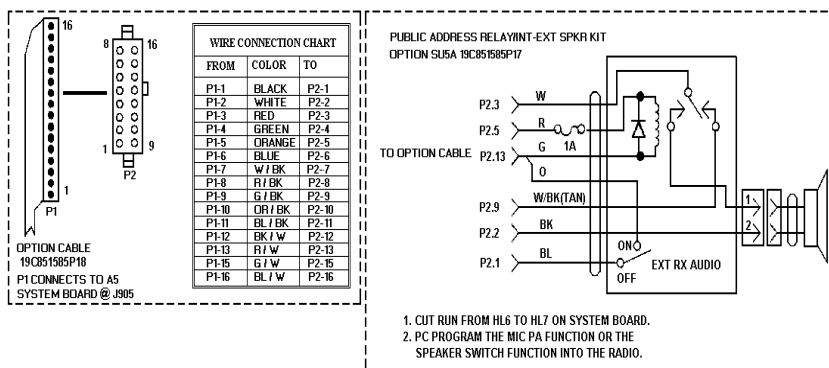 16
8
16
1
9
P2
1
P1
OPTION CABLE
19C851585P18
P1 CONNECTS TO A5
SYSTEM BOARD @ J905
WIRE CONNECTION CHART
FROM COLOR TO
P1-1 BLACK P2-1
P1-2 WHITE P2-2
P1-3 RED P2-3
P1-4 GREEN P2-4
P1-5 ORANGE P2-5
P1-6 BLUE P2-6
P1-7 W / BK P2-7
P1-8 R / BK P2-8
P1-9 G / BK P2-9
P1-10 OR / BK P2-10
P1-11 BL / BK P2-11
P1-12 BK / W P2-12
P1-13 R / W P2-13
P1-15 G / W P2-15
P1-16 BL / W P2-16
PUBLIC ADDRESS RELAY/INT-EXT SPKR KIT
OPTION SU5A 19C851585P17
P2.3 W
P2.5 R
1A
TO OPTION CABLE P2.13 G
O
P2.9 W/BK(TAN)
P2.2 BK
P2.1 BL
1
2
ON
OFF
EXT RX AUDIO
1. CUT RUN FROM HL6 TO HL7 ON SYSTEM BOARD.
2. PC PROGRAM THE MIC PA FUNCTION OR THE
SPEAKER SWITCH FUNCTION INTO THE RADIO.